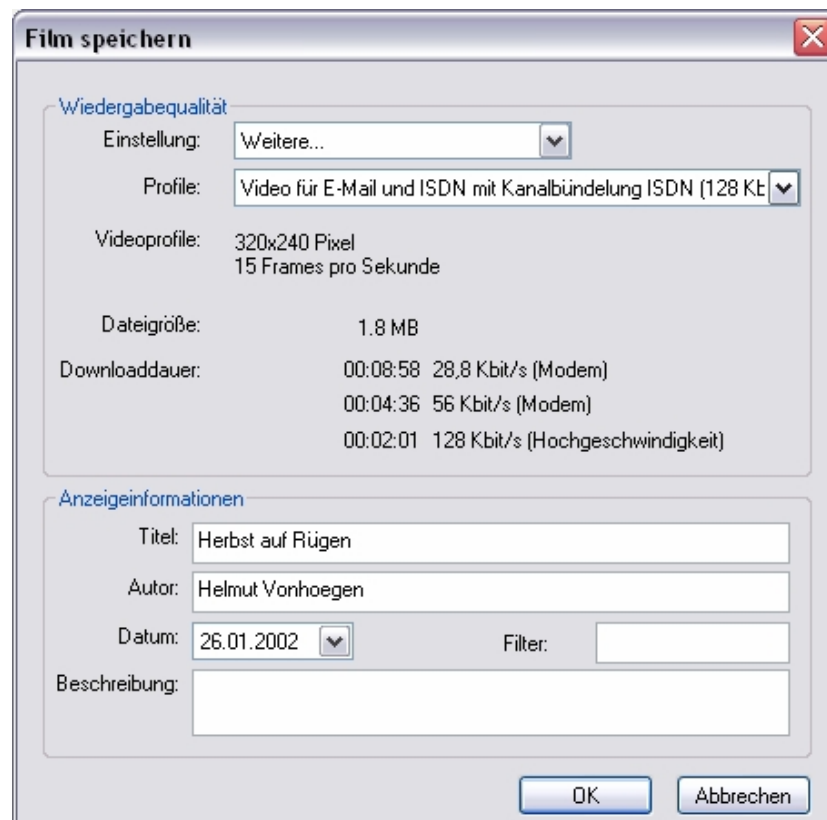 Film speichern
Wiedergabequalität
Einstellung: Weitere...
Profile: Video für E-Mail und ISDN mit Kanalbündelung ISDN (128 Kb
Videoprofile: 320x240 Pixel
15 Frames pro Sekunde
Dateigröße: 1.8 MB
Downloaddauer: 00:08:58 28,8 Kbit/s (Modem)
00:04:36 56 Kbit/s (Modem)
00:02:01 128 Kbit/s (Hochgeschwindigkeit)
Anzeigeinformationen
Titel: Herbst auf Rügen
Autor: Helmut Vonhoegen
Datum: 26.01.2002 Filter:
Beschreibung:
OK Abbrechen